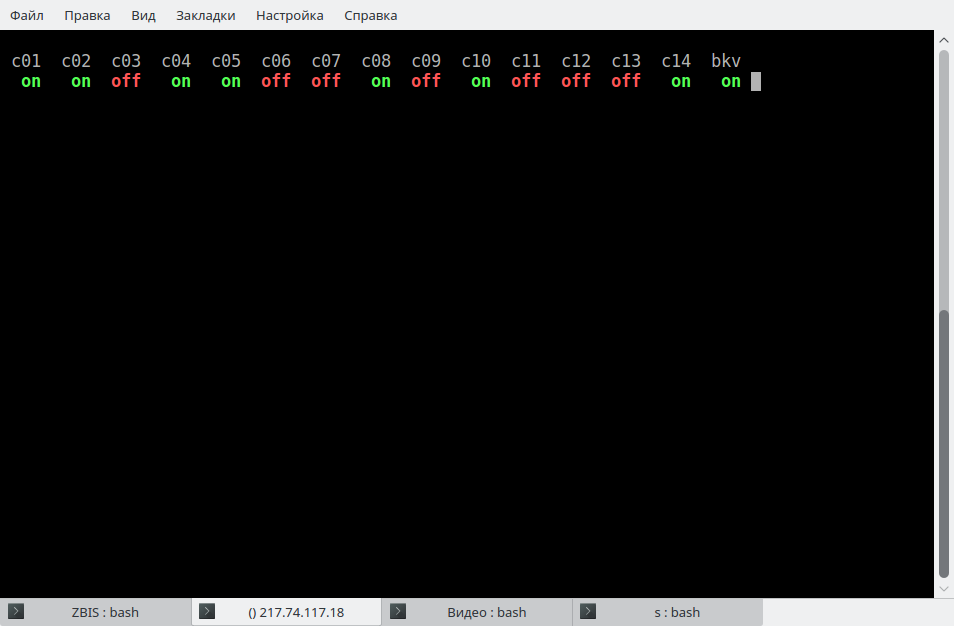 Файл Правка Вид Закладки Настройка Справка
c01 c02 c03 c04 c05 c06 c07 c08 c09 c10 c11 c12 c13 c14 bkv
on on off on on off off on off on off off off on on
ZBIS : bash () 217.74.117.18 Видео : bash s : bash